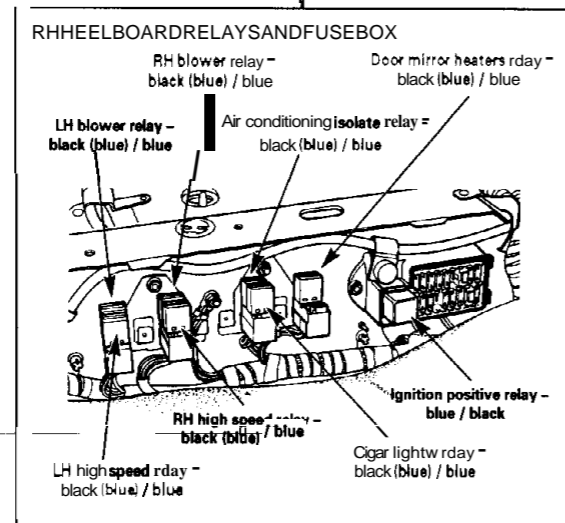 RHHEELBOARDRELAYSANDFUSEBOX
RH blower relay –
black (blue) / blue
Door mirror heaters rday –
black (blue) / blue
Air conditioning isolate relay =
black (blue) / blue
LH blower relay –
black (blue) / blue
Ignition positive relay –
blue / black
RH high speed relay –
black (blue) / blue
Cigar lightw rday –
black (blue) / blue
LH high speed rday –
black (blue) / blue